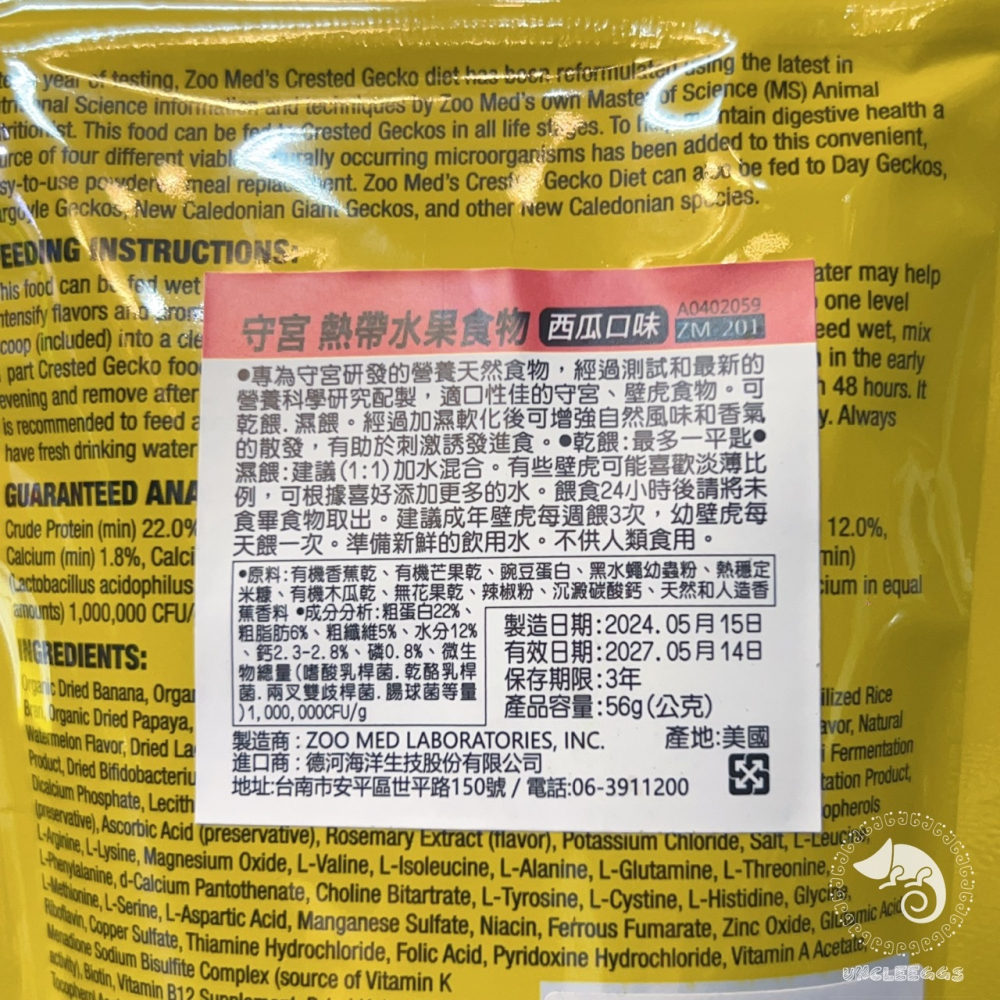 year of testing, Zoo Med's Crested Gecko diet has been reformulated using the latest in
Science information and techniques by Zoo Med's own Master of Science (MS) Animal
This food can be fed to Crested Geckos in all life stages. To help maintain digestive health a
of four different viable naturally occurring microorganisms has been added to this convenient,
powdered meal replacement. Zoo Med's Crested Gecko Diet can also be fed to Day Geckos,
Geckos, New Caledonian Giant Geckos, and other New Caledonian species.
FEEDING INSTRUCTIONS:
This food can be fed wet
ater may help
intensify flavors and
one level
scoop (included) into a
eed wet, mix
part Crested Gecko
in the early
evening and remove after
48 hours. It
is recommended to feed a
y. Always
have fresh drinking water
守宮 熱帶水果食物 西瓜口味 A0402059
ZM-201
●專為守宮研發的營養天然食物，經過測試和最新的
營養科學研究配製，適口性佳的守宮、壁虎食物。可
乾餵.濕餵。經過加濕軟化後可增強自然風味和香氣
的散發，有助於刺激誘發進食。●乾餵:最多一平匙●
濕餵:建議(1:1)加水混合。有些壁虎可能喜歡淡薄比
例，可根據喜好添加更多的水。餵食24小時後請將未
食畢食物取出。建議成年壁虎每週餵3次，幼壁虎每
天餵一次。準備新鮮的飲用水。不供人類食用。
GUARANTEED ANA
Crude Protein (min) 22.0%
12.0%,
Calcium (min) 1.8%, Calci
min)
Lactobacillus acidophilus
ium in equal
amounts) 1,000,000 CFU/
●原料:有機香蕉乾、有機芒果乾、豌豆蛋白、黑水蠅幼蟲粉、熱穩定
米糠、有機木瓜乾、無花果乾、辣椒粉、沉澱碳酸鈣、天然和人造香
蕉香料 ●成分分析:粗蛋白22%、
粗脂肪6%、粗纖維5%、水分12%
、鈣2.3-2.8%、磷0.8%、微生
物總量(嗜酸乳桿菌.乾酪乳桿
菌.兩叉雙歧桿菌.腸球菌等量
)1,000,000CFU/g
製造日期:2024.05月15日
有效日期:2027.05月14日
保存期限:3年
產品容量:56g(公克)
製造商:ZOO MED LABORATORIES, INC. 產地:美國
進口商:德河海洋生技股份有限公司
地址:台南市安平區世平路150號 / 電話:06-3911200
INGREDIENTS:
Organic Dried Banana, Organ
ilized Rice
Bran, Organic Dried Papaya,
avor, Natural
Watermelon Flavor, Dried La
i Fermentation
Product, Dried Bifidobacteriu
tation Product,
Dicalcium Phosphate, Lecith
opherols
(preservative), Ascorbic Acid (preservative), Rosemary Extract (flavor), Potassium Chloride, Salt, L-Leucine,
L-Arginine, L-Lysine, Magnesium Oxide, L-Valine, L-Isoleucine, L-Alanine, L-Glutamine, L-Threonine,
L-Phenylalanine, d-Calcium Pantothenate, Choline Bitartrate, L-Tyrosine, L-Cystine, L-Histidine, Glycine,
L-Methionine, L-Serine, L-Aspartic Acid, Manganese Sulfate, Niacin, Ferrous Fumarate, Zinc Oxide, Glutamic Acid,
Riboflavin, Copper Sulfate, Thiamine Hydrochloride, Folic Acid, Pyridoxine Hydrochloride, Vitamin A Acetate,
Menadione Sodium Bisulfite Complex (source of Vitamin K
activity), Biotin, Vitamin B12
UNCLEEGGS